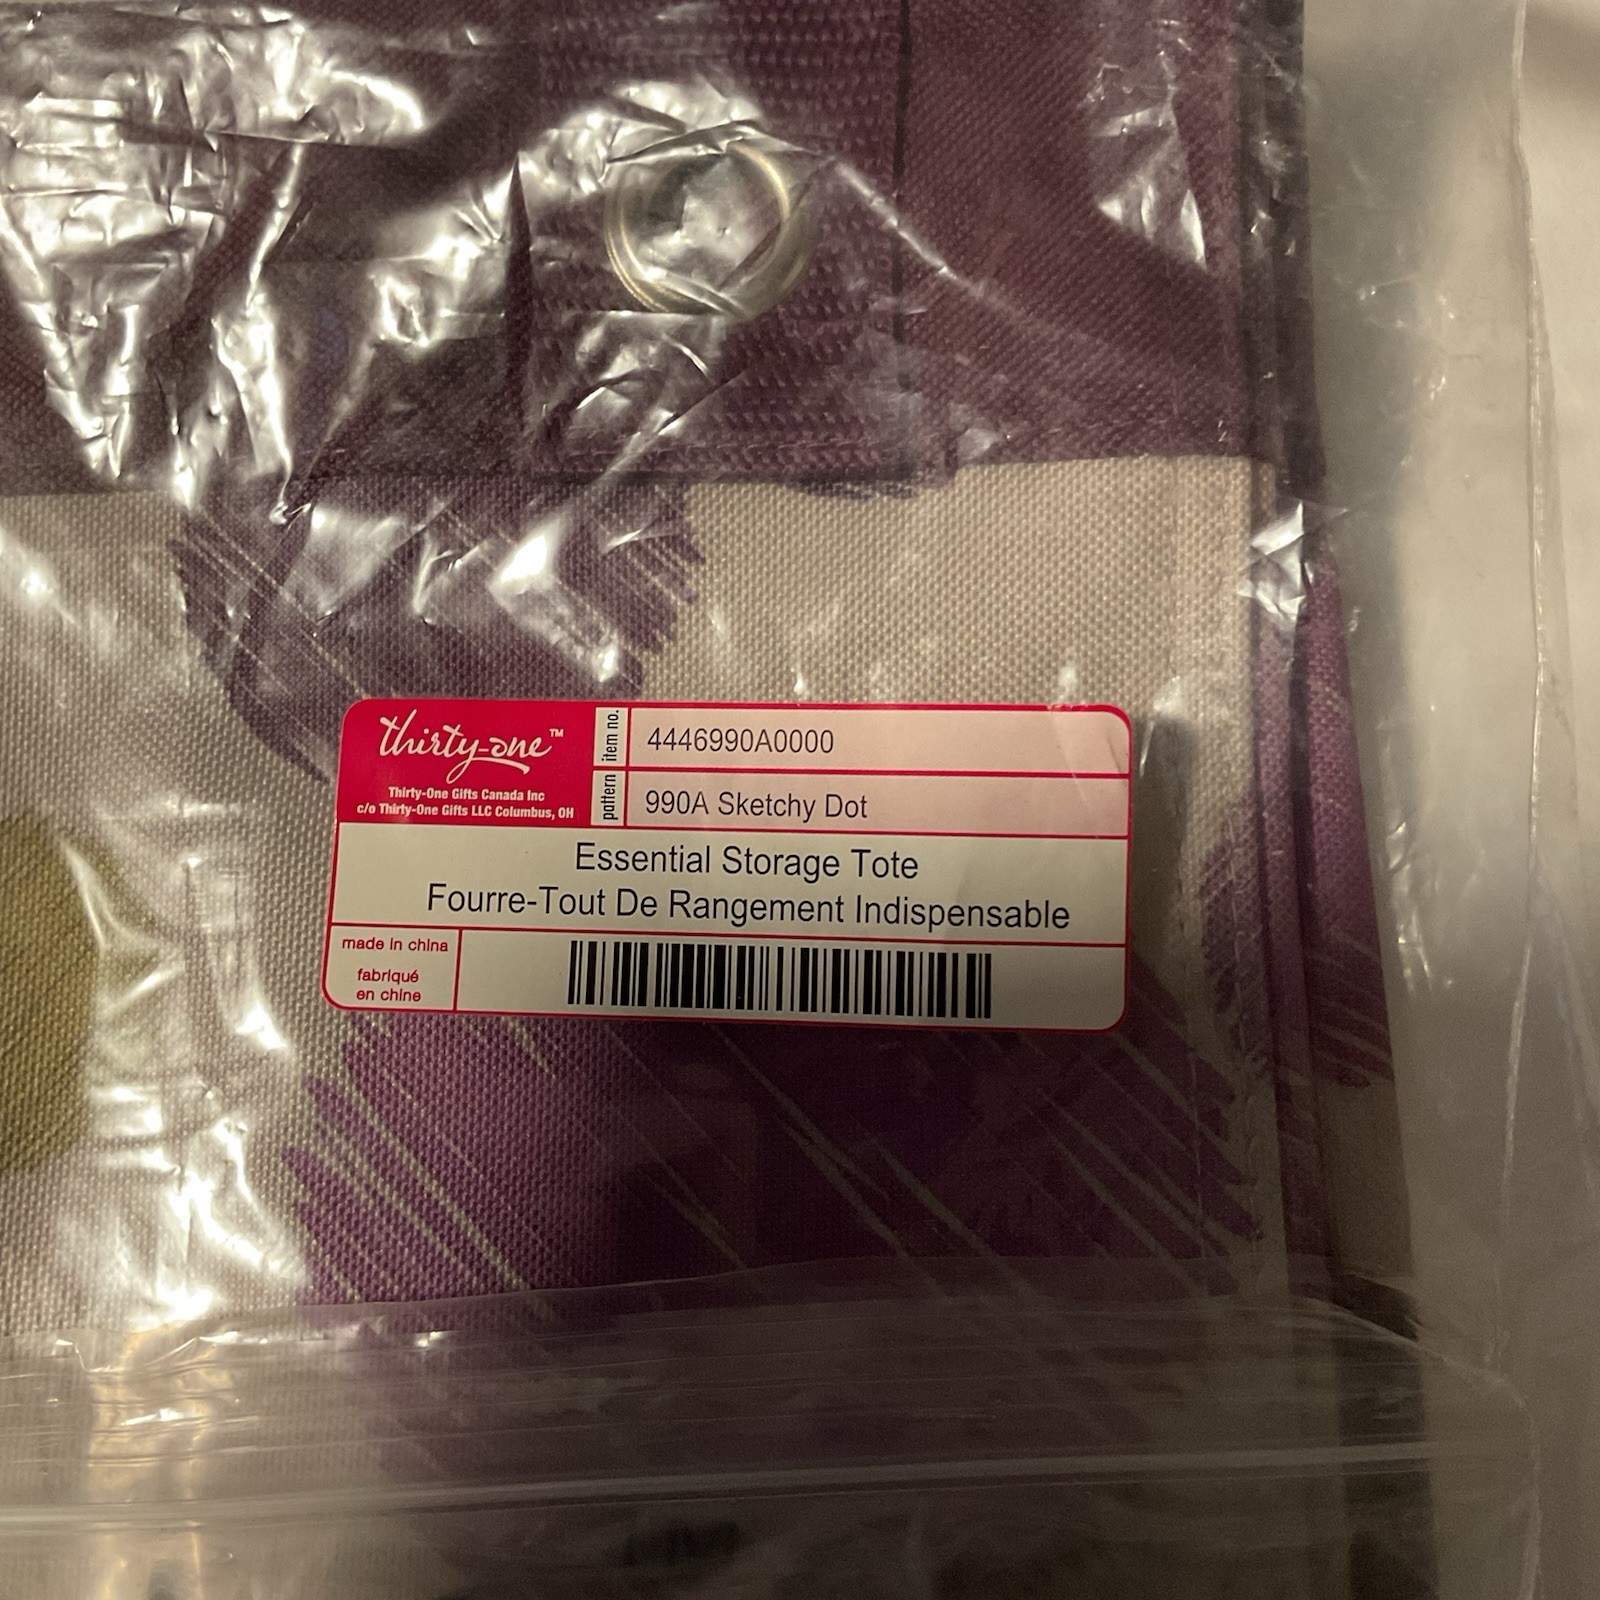 thirty-one™
Thirty-One Gifts Canada Inc
c/o Thirty-One Gifts LLC Columbus, OH
item no.
4446990A0000
pattern
990A Sketchy Dot
Essential Storage Tote
Fourre-Tout De Rangement Indispensable
made in china
fabriqué
en chine